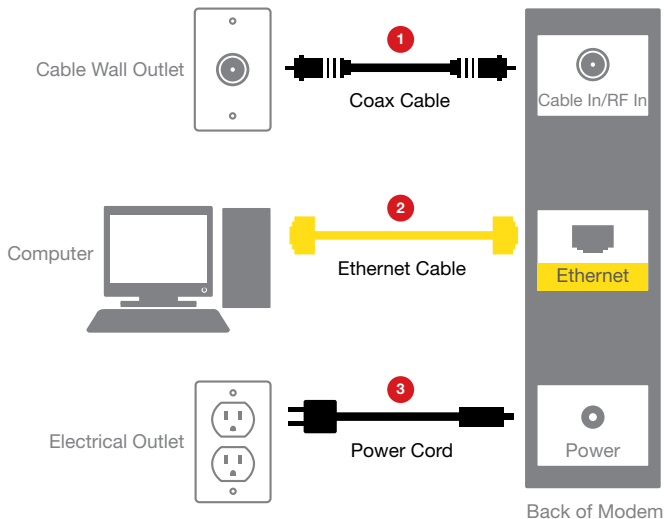 1
Cable Wall Outlet
Coax Cable
Cable In/RF In
2
Computer
Ethernet Cable
Ethernet
3
Electrical Outlet
Power Cord
Power
Back of Modem